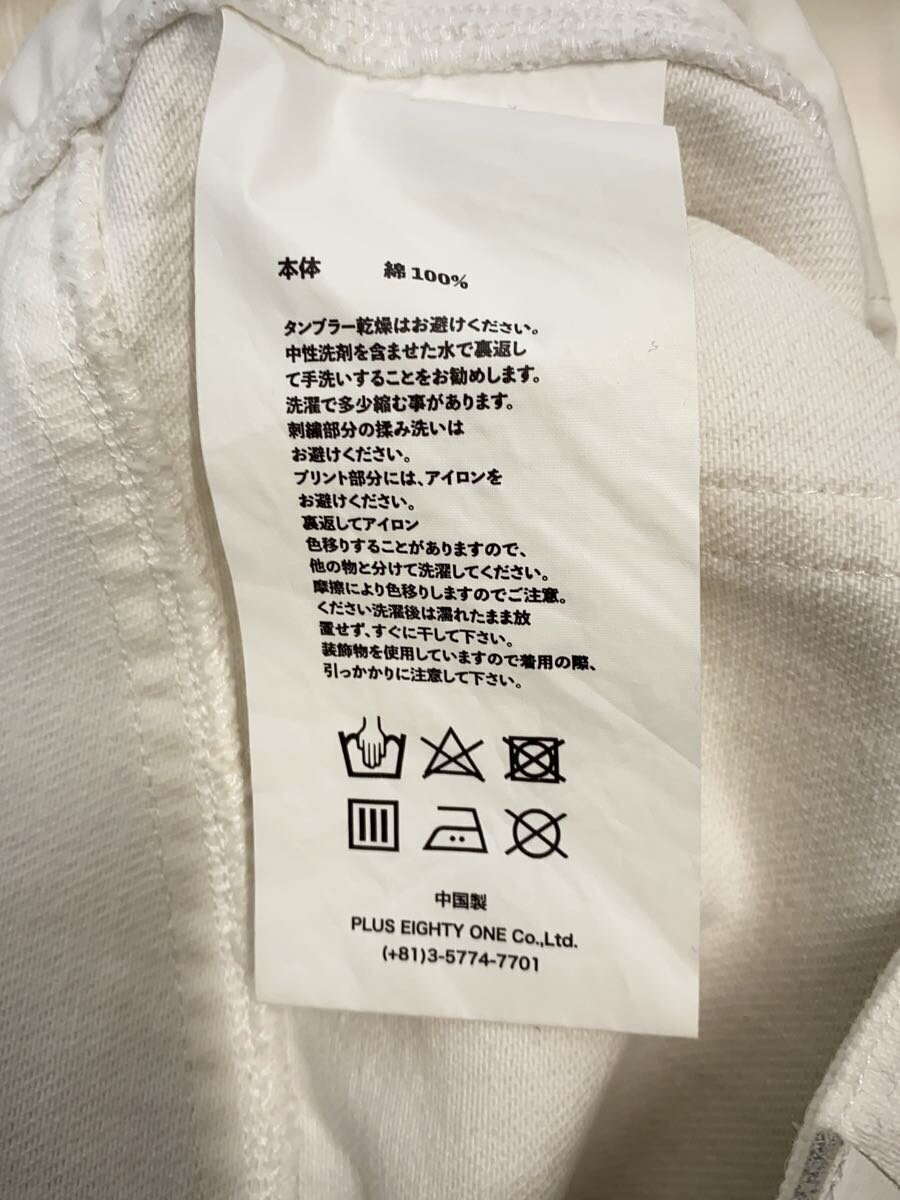 本体 綿100%
タンブラー乾燥はお避けください。
中性洗剤を含ませた水で裏返し
て手洗いすることをお勧めします。
洗濯で多少縮む事があります。
刺繍部分の揉み洗いは
お避けください。
プリント部分には、アイロンを
お避けください。
裏返してアイロン
色移りすることがありますので、
他の物と分けて洗濯してください。
摩擦により色移りしますのでご注意。
ください洗濯後は濡れたまま放
置せず、すぐに干して下さい。
装飾物を使用していますので着用の際、
引っかかりに注意して下さい。
中国製
PLUS EIGHTY ONE Co.,Ltd.
(+81)3-5774-7701